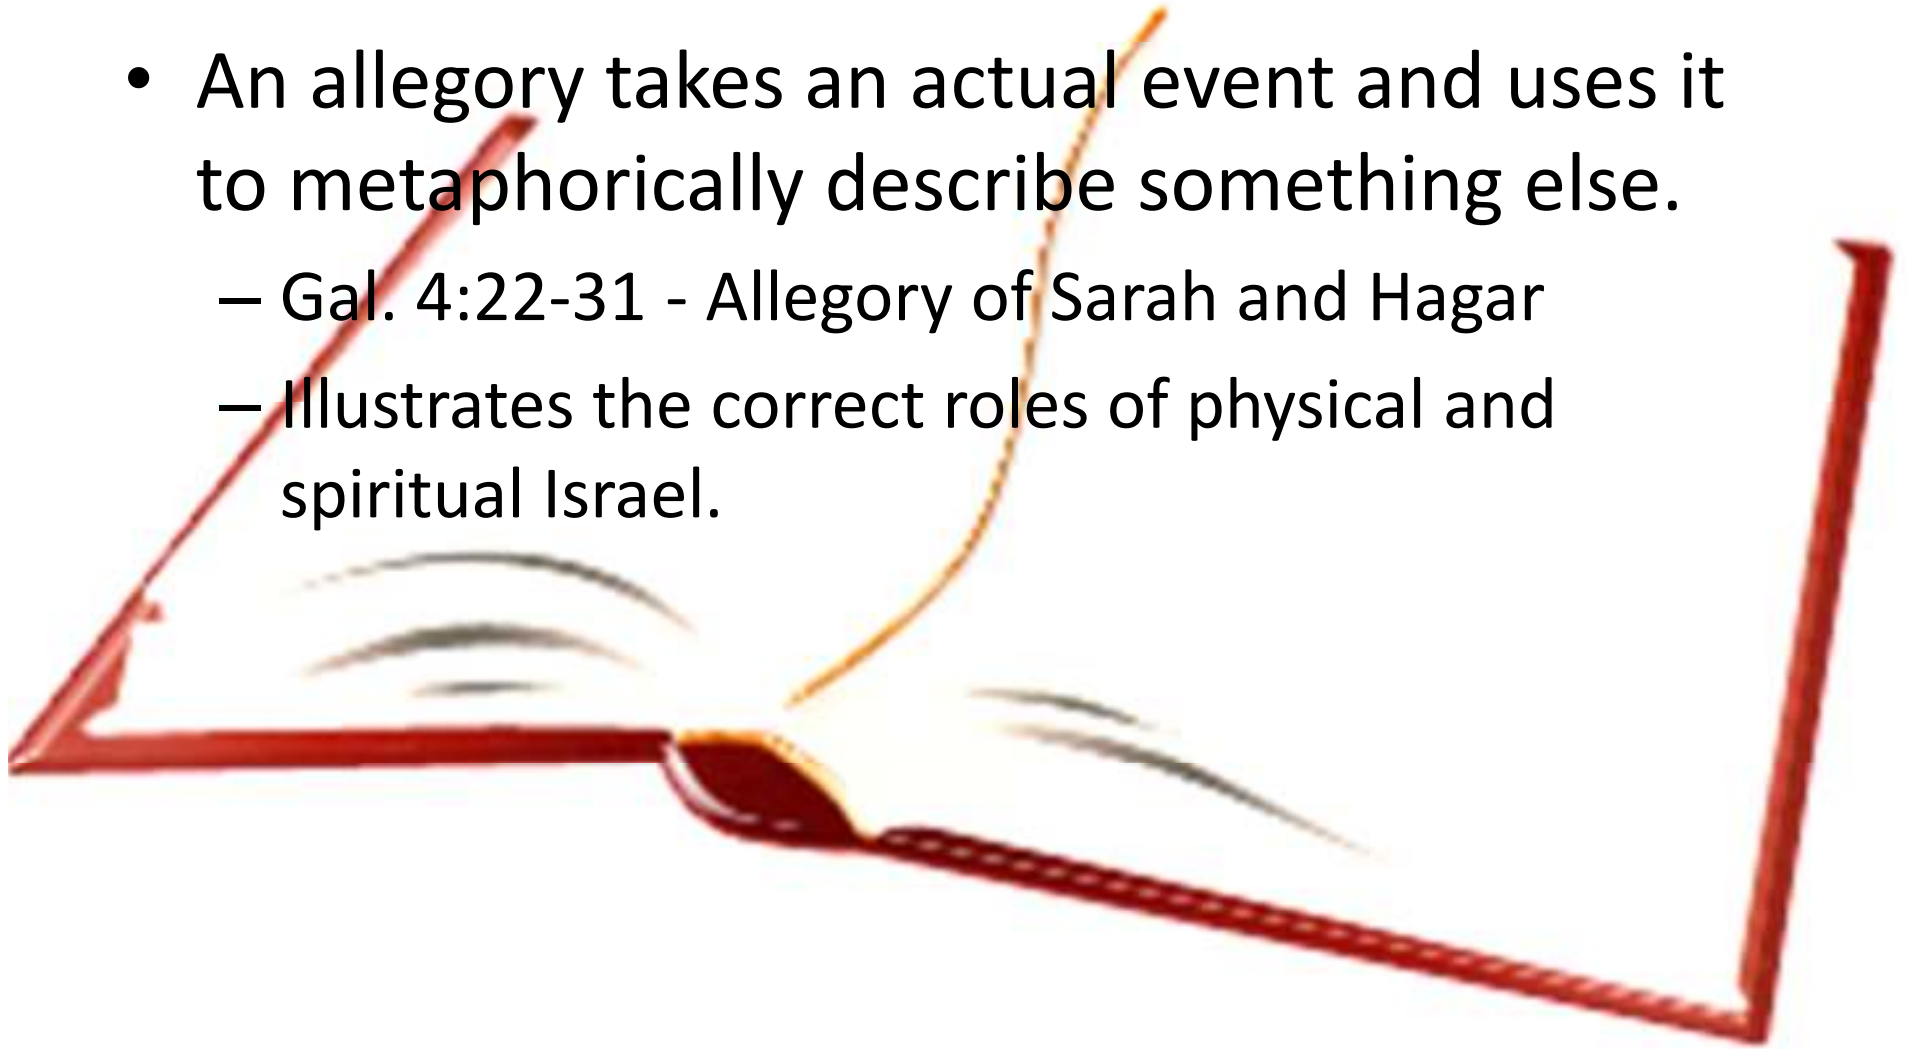 • An allegory takes an actual event and uses it
to metaphorically describe something else.
– Gal. 4:22-31 - Allegory of Sarah and Hagar
– Illustrates the correct roles of physical and
spiritual Israel.